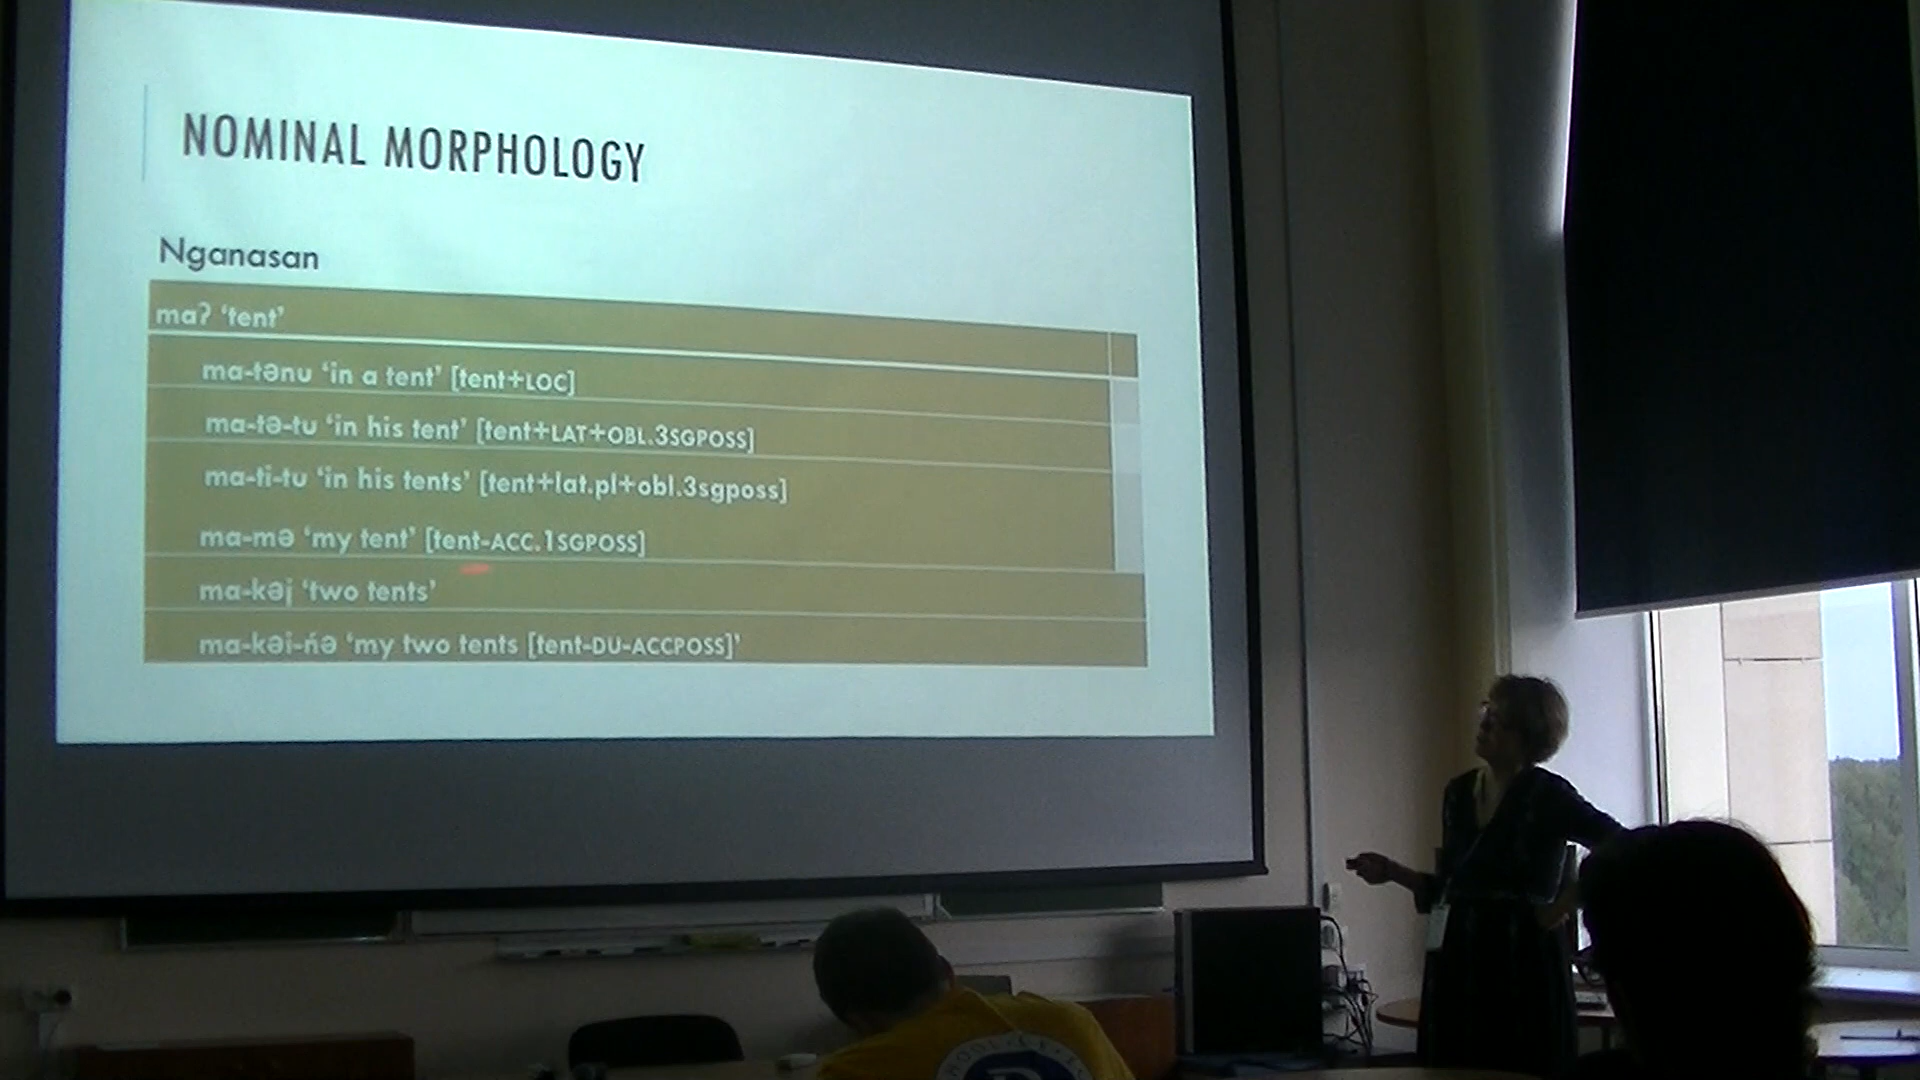 NOMINAL MORPHOLOGY
Nganasan
maʔ ‘tent’
ma-tənu ‘in a tent’ [tent+LOC]
ma-tə-tu ‘in his tent’ [tent+LAT+OBL.3SGPOSS]
ma-ti-tu ‘in his tents’ [tent+lat.pl+obl.3sgposs]
ma-mə ‘my tent’ [tent-ACC.1SGPOSS]
ma-kəj ‘two tents’
ma-kəi-ńə ‘my two tents [tent-DU-ACCPOSS]’